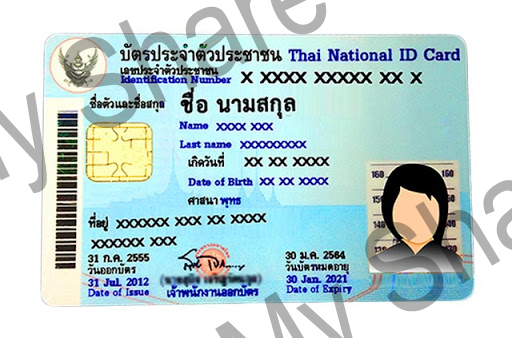 บัตรประจำตัวประชาชน Thai National ID Card
เลขประจำตัวประชาชน
Identification Number X XXXX XXXXX XX X
ชื่อตัวและชื่อสกุล ชื่อ นามสกุล
Name XXXX XXX
Last name XXXXXXXXXX
เกิดวันที่ XX XX XXXX
Date of Birth XX XX XXXX
ศาสนา พุทธ
ที่อยู่ XXXXXX XXX XX XXXX
XXXXXX XXX
31 ก.ค. 2555
วันออกบัตร
31 Jul. 2012
Date of Issue
เจ้าพนักงานออกบัตร
30 ม.ค. 2564
วันบัตรหมดอายุ
30 Jan. 2021
Date of Expiry
160 160
150 150
My Share
My Share
My Share